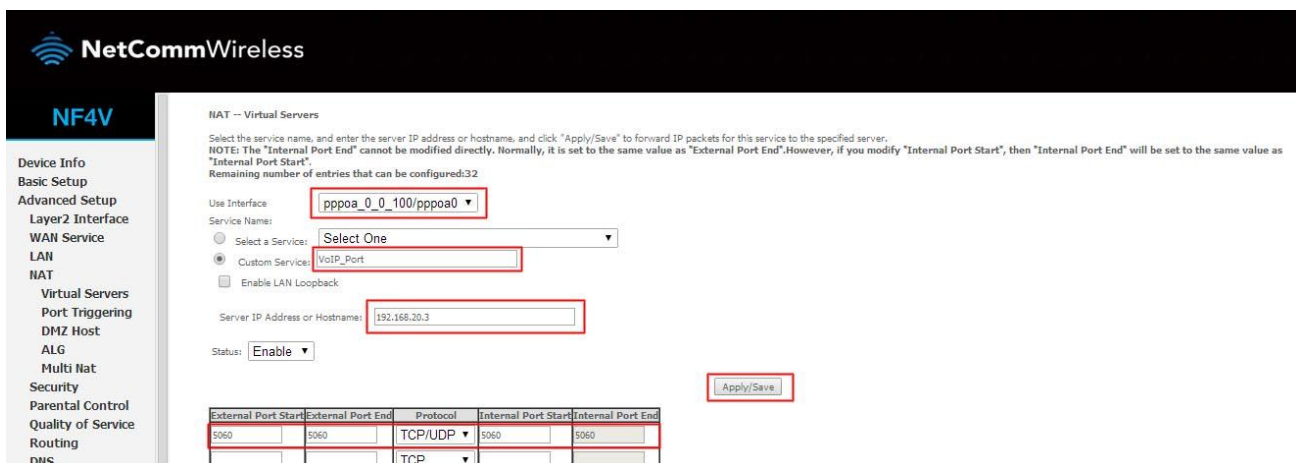 NetCommWireless
NF4V
Device Info
Basic Setup
Advanced Setup
Layer2 Interface
WAN Service
LAN
NAT
Virtual Servers
Port Triggering
DMZ Host
ALG
Multi Nat
Security
Parental Control
Quality of Service
Routing
DNS
NAT -- Virtual Servers
Select the service name, and enter the server IP address or hostname, and click "Apply/Save" to forward IP packets for this service to the specified server.
NOTE: The "Internal Port End" cannot be modified directly. Normally, it is set to the same value as "External Port End".However, if you modify "Internal Port Start", then "Internal Port End" will be set to the same value as
"Internal Port Start".
Remaining number of entries that can be configured:32
Use Interface pppoa_0_0_100/pppoa0
Service Name:
Select a Service: Select One
Custom Service: VoIP_Port
Enable LAN Loopback
Server IP Address or Hostname: 192.168.20.3
Status: Enable
Apply/Save
External Port Start External Port End Protocol Internal Port Start Internal Port End
5060 5060 TCP/UDP 5060 5060
TCP